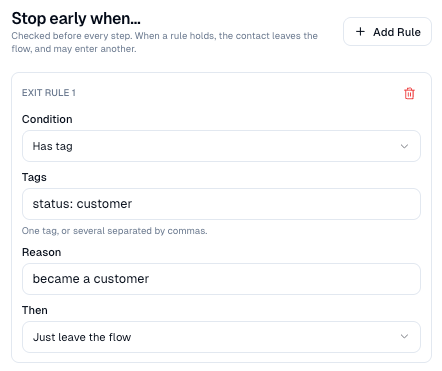 Stop early when...
Checked before every step. When a rule holds, the contact leaves the
flow, and may enter another.
Add Rule
EXIT RULE 1
Condition
Has tag
Tags
status: customer
One tag, or several separated by commas.
Reason
became a customer
Then
Just leave the flow